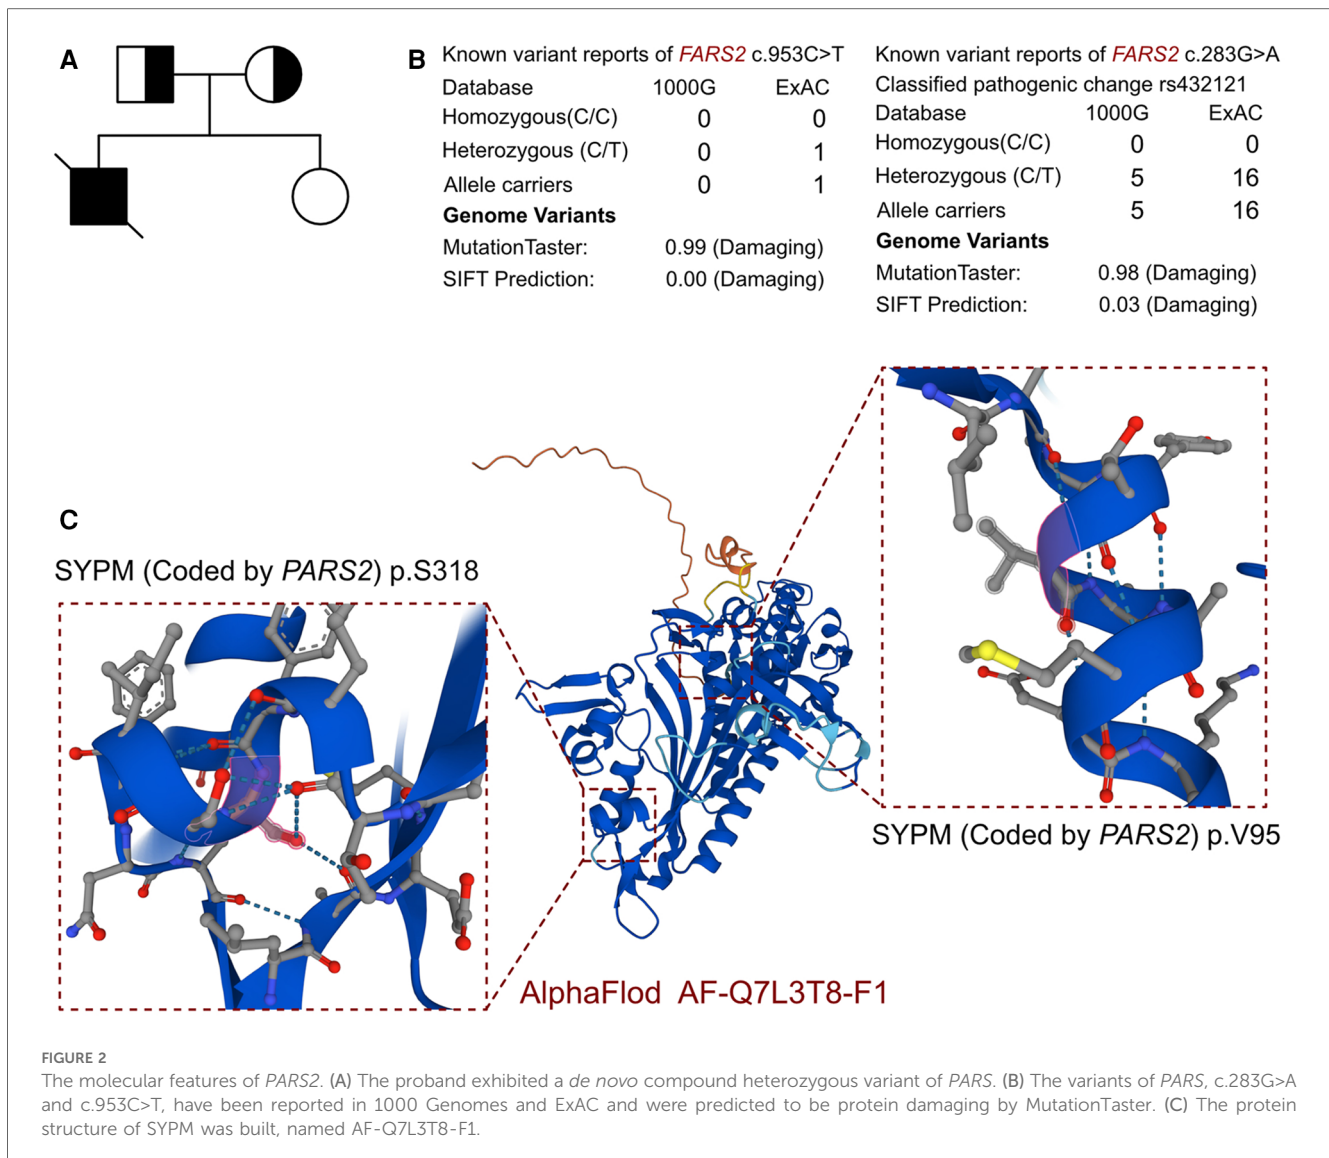 A
B
Known variant reports of FARS2 c.953C>T
Database 1000G ExAC
Homozygous(C/C) 0 0
Heterozygous (C/T) 0 1
Allele carriers 0 1
Genome Variants
MutationTaster: 0.99 (Damaging)
SIFT Prediction: 0.00 (Damaging)
Known variant reports of FARS2 c.283G>A
Classified pathogenic change rs432121
Database 1000G ExAC
Homozygous(C/C) 0 0
Heterozygous (C/T) 5 16
Allele carriers 5 16
Genome Variants
MutationTaster: 0.98 (Damaging)
SIFT Prediction: 0.03 (Damaging)
C
SYPM (Coded by PARS2) p.S318
SYPM (Coded by PARS2) p.V95
AlphaFlod AF-Q7L3T8-F1
FIGURE 2
The molecular features of PARS2. (A) The proband exhibited a de novo compound heterozygous variant of PARS. (B) The variants of PARS, c.283G>A
and c.953C>T, have been reported in 1000 Genomes and ExAC and were predicted to be protein damaging by MutationTaster. (C) The protein
structure of SYPM was built, named AF-Q7L3T8-F1.